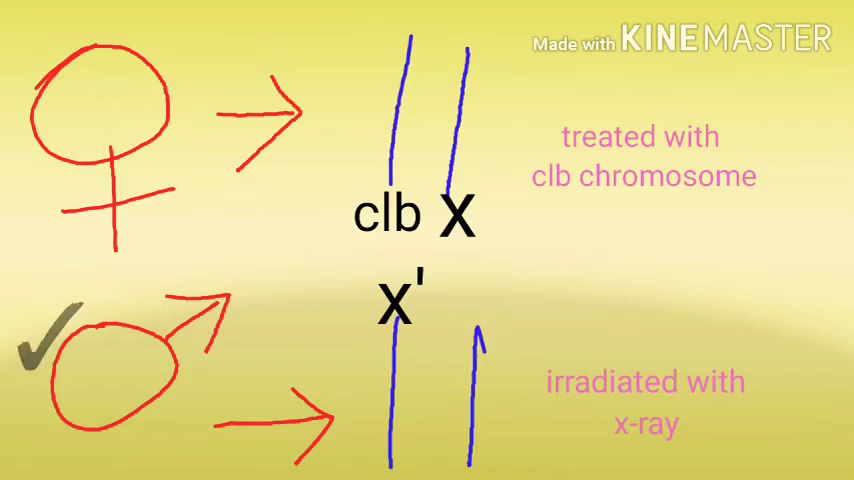 Made with KINEMASTER
treated with
clb chromosome
clb X
x'
irradiated with
x-ray